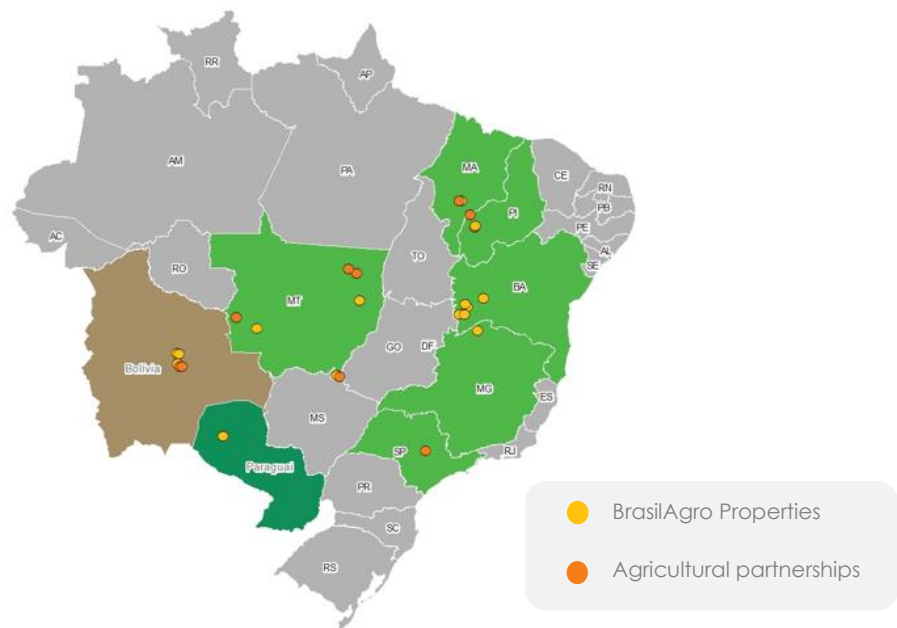 RR
AP
AM
PA
MA
CE
RN
PB
PI
PE
AL
SE
AC
RO
TO
BA
MT
GO
DF
Bolívia
MG
ES
MS
SP
RJ
Paraguai
PR
SC
RS
BrasilAgro Properties
Agricultural partnerships